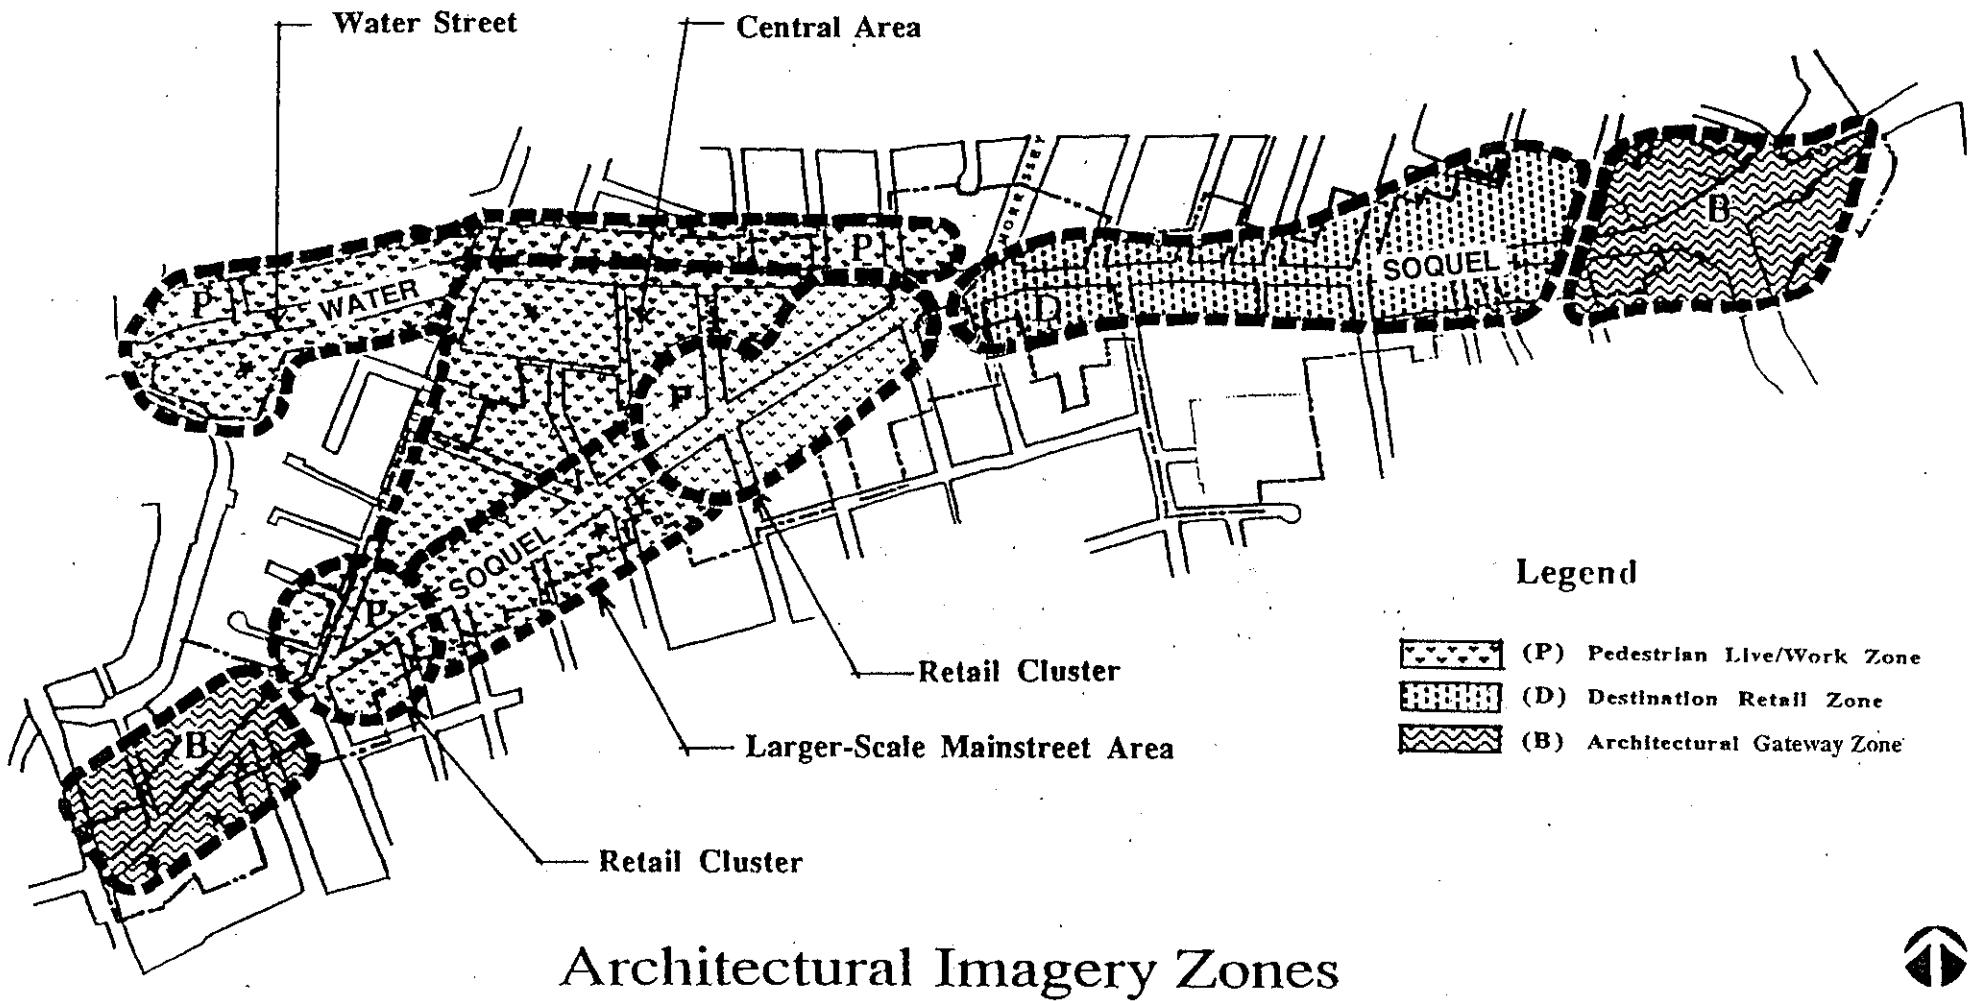 Water Street
Central Area
MORRISSEY
P
B
P
WATER
SOQUEL
D
P
SOQUEL
P
Legend
(P) Pedestrian Live/Work Zone
Retail Cluster
(D) Destination Retail Zone
B
Larger-Scale Mainstreet Area
(B) Architectural Gateway Zone
Retail Cluster
Architectural Imagery Zones